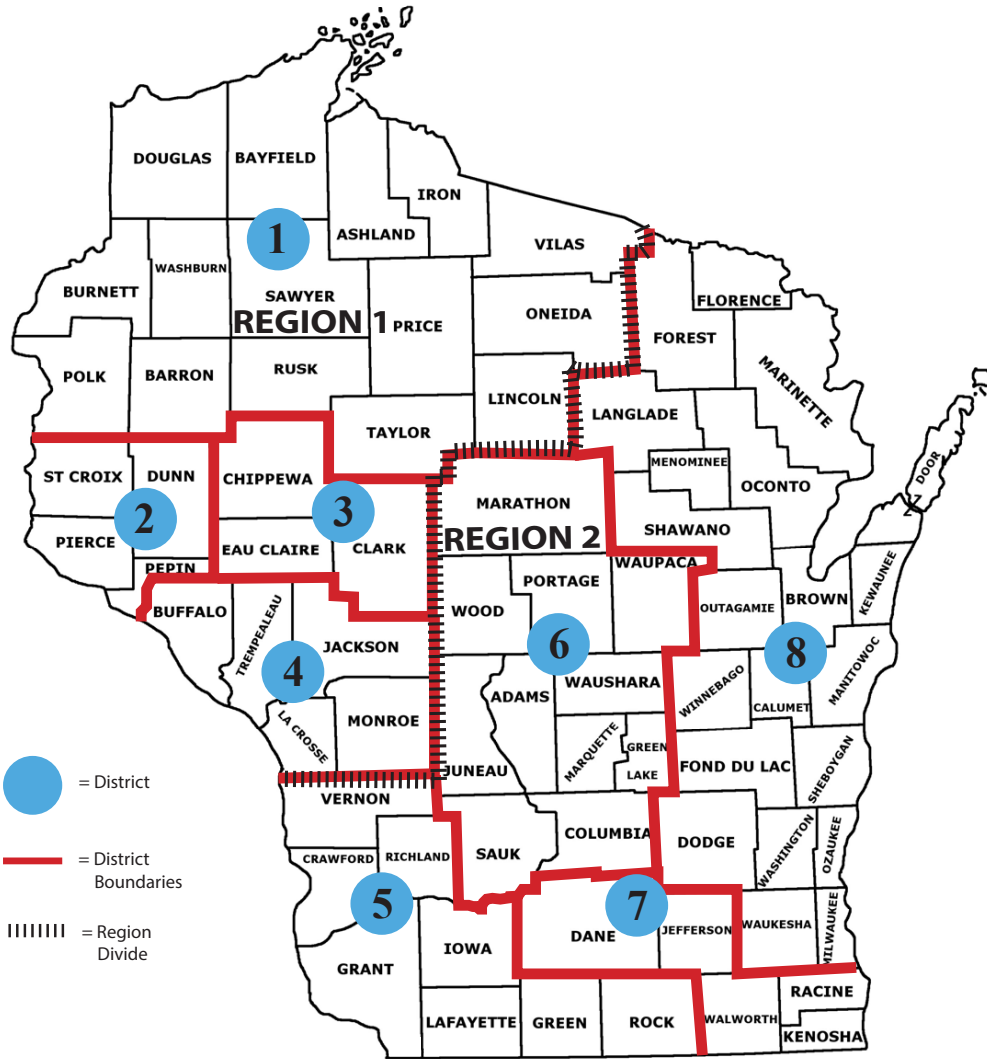 DOUGLAS
BAYFIELD
IRON
ASHLAND
1
VILAS
WASHBURN
BURNETT
SAWYER
FLORENCE
REGION 1
PRICE
ONEIDA
FOREST
POLK
BARRON
RUSK
MARINETTE
LINCOLN
LANGLADE
TAYLOR
MENOMINEE
DOOR
ST CROIX
DUNN
CHIPPEWA
OCONTO
MARATHON
2
3
SHAWANO
PIERCE
EAU CLAIRE
CLARK
REGION 2
PEPIN
WAUPACA
PORTAGE
BROWN
KEWAUNEE
BUFFALO
WOOD
OUTAGAMIE
TREMPEALEAU
JACKSON
6
8
4
ADAMS
WAUSHARA
WINNEBAGO
MANITOWOC
CALUMET
LA CROSSE
MONROE
MARQUETTE
GREEN
LAKE
JUNEAU
FOND DU LAC
SHEBOYGAN
= District
VERNON
COLUMBIA
DODGE
WASHINGTON
OZAUKEE
= District
Boundaries
CRAWFORD
RICHLAND
SAUK
5
7
= Region
Divide
DANE
JEFFERSON
WAUKESHA
MILWAUKEE
IOWA
GRANT
RACINE
LAFAYETTE
GREEN
ROCK
WALWORTH
KENOSHA